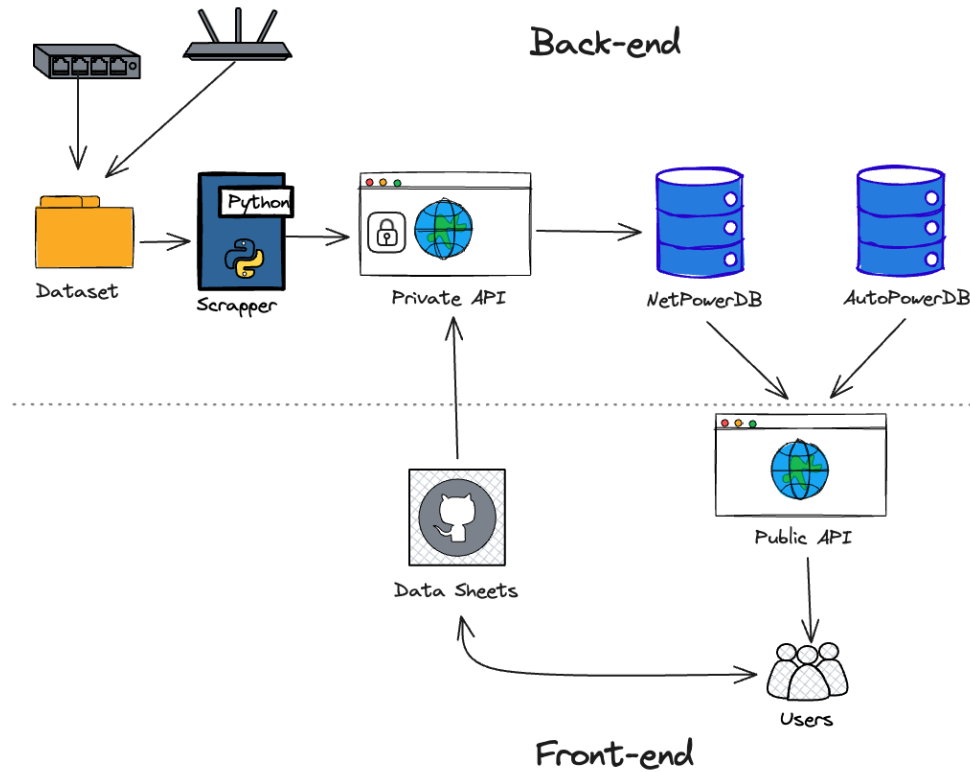 Back-end
Python
Dataset
Scrapper
Private API
NetPowerDB
AutoPowerDB
Public API
Data Sheets
Users
Front-end